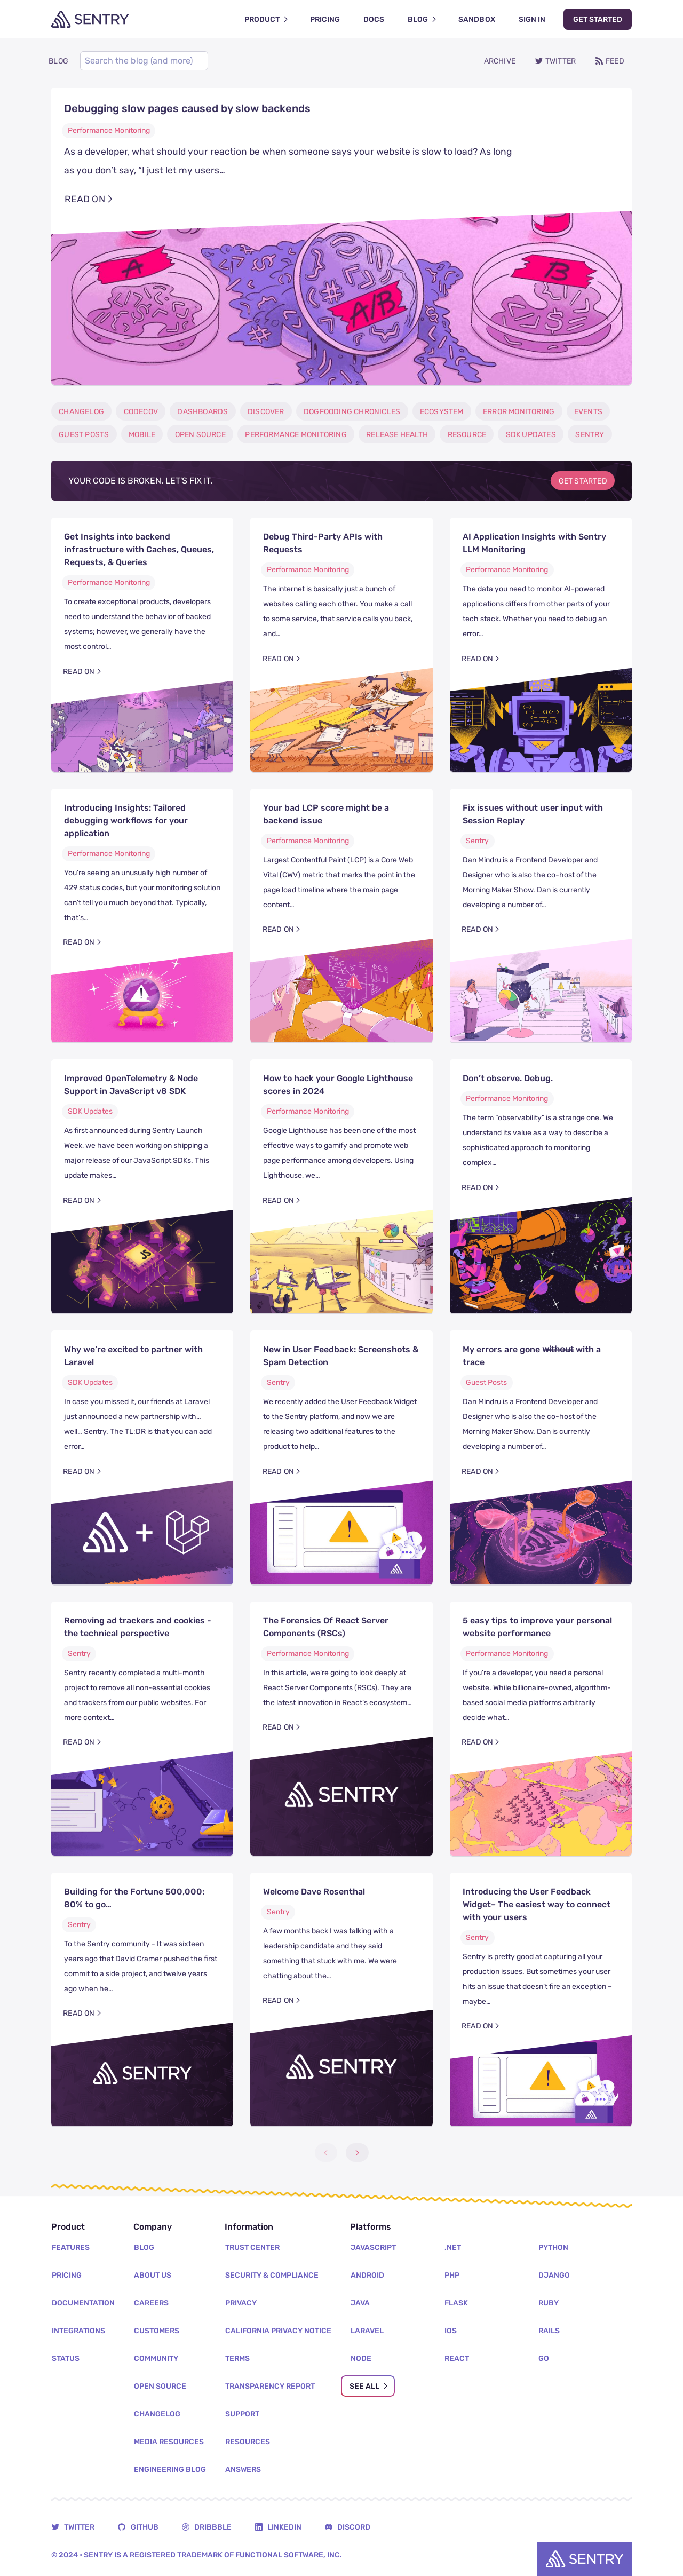 SENTRY
PRODUCT
PRICING
DOCS
BLOG
SANDBOX
SIGN IN
GET STARTED
BLOG
Search the blog (and more)
ARCHIVE
TWITTER
FEED
Debugging slow pages caused by slow backends
Performance Monitoring
As a developer, what should your reaction be when someone says your website is slow to load? As long
as you don't say, "I just let my users…
READ ON
A
A/B
B
CHANGELOG
CODECOV
DASHBOARDS
DISCOVER
DOGFOODING CHRONICLES
ECOSYSTEM
ERROR MONITORING
EVENTS
GUEST POSTS
MOBILE
OPEN SOURCE
PERFORMANCE MONITORING
RELEASE HEALTH
RESOURCE
SDK UPDATES
SENTRY
YOUR CODE IS BROKEN. LET'S FIX IT.
GET STARTED
Get Insights into backend
infrastructure with Caches, Queues,
Requests, & Queries
Performance Monitoring
To create exceptional products, developers
need to understand the behavior of backed
systems; however, we generally have the
most control…
READ ON
Debug Third-Party APIs with
Requests
Performance Monitoring
The internet is basically just a bunch of
websites calling each other. You make a call
to some service, that service calls you back,
and…
READ ON
AI Application Insights with Sentry
LLM Monitoring
Performance Monitoring
The data you need to monitor AI-powered
applications differs from other parts of your
tech stack. Whether you need to debug an
error…
READ ON
Introducing Insights: Tailored
debugging workflows for your
application
Performance Monitoring
You're seeing an unusually high number of
429 status codes, but your monitoring solution
can't tell you much beyond that. Typically,
that's…
READ ON
Your bad LCP score might be a
backend issue
Performance Monitoring
Largest Contentful Paint (LCP) is a Core Web
Vital (CWV) metric that marks the point in the
page load timeline where the main page
content…
READ ON
Fix issues without user input with
Session Replay
Sentry
Dan Mindru is a Frontend Developer and
Designer who is also the co-host of the
Morning Maker Show. Dan is currently
developing a number of…
READ ON
Improved OpenTelemetry & Node
Support in JavaScript v8 SDK
SDK Updates
As first announced during Sentry Launch
Week, we have been working on shipping a
major release of our JavaScript SDKs. This
update makes…
READ ON
How to hack your Google Lighthouse
scores in 2024
Performance Monitoring
Google Lighthouse has been one of the most
effective ways to gamify and promote web
page performance among developers. Using
Lighthouse, we…
READ ON
Don't observe. Debug.
Performance Monitoring
The term "observability" is a strange one. We
understand its value as a way to describe a
sophisticated approach to monitoring
complex…
READ ON
Why we're excited to partner with
Laravel
SDK Updates
In case you missed it, our friends at Laravel
just announced a new partnership with…
well… Sentry. The TL;DR is that you can add
error…
READ ON
New in User Feedback: Screenshots &
Spam Detection
Sentry
We recently added the User Feedback Widget
to the Sentry platform, and now we are
releasing two additional features to the
product to help…
READ ON
My errors are gone without with a
trace
Guest Posts
Dan Mindru is a Frontend Developer and
Designer who is also the co-host of the
Morning Maker Show. Dan is currently
developing a number of…
READ ON
Removing ad trackers and cookies -
the technical perspective
Sentry
Sentry recently completed a multi-month
project to remove all non-essential cookies
and trackers from our public websites. For
more context…
READ ON
The Forensics Of React Server
Components (RSCs)
Performance Monitoring
In this article, we're going to look deeply at
React Server Components (RSCs). They are
the latest innovation in React's ecosystem…
READ ON
SENTRY
5 easy tips to improve your personal
website performance
Performance Monitoring
If you're a developer, you need a personal
website. While billionaire-owned, algorithm-
based social media platforms arbitrarily
decide what…
READ ON
Building for the Fortune 500,000:
80% to go…
Sentry
To the Sentry community - It was sixteen
years ago that David Cramer pushed the first
commit to a side project, and twelve years
ago when he…
READ ON
SENTRY
Welcome Dave Rosenthal
Sentry
A few months back I was talking with a
leadership candidate and they said
something that stuck with me. We were
chatting about the…
READ ON
SENTRY
Introducing the User Feedback
Widget– The easiest way to connect
with your users
Sentry
Sentry is pretty good at capturing all your
production issues. But sometimes your user
hits an issue that doesn't fire an exception –
maybe…
READ ON
Product
FEATURES
PRICING
DOCUMENTATION
INTEGRATIONS
STATUS
Company
BLOG
ABOUT US
CAREERS
CUSTOMERS
COMMUNITY
OPEN SOURCE
CHANGELOG
MEDIA RESOURCES
ENGINEERING BLOG
Information
TRUST CENTER
SECURITY & COMPLIANCE
PRIVACY
CALIFORNIA PRIVACY NOTICE
TERMS
TRANSPARENCY REPORT
SUPPORT
RESOURCES
ANSWERS
Platforms
JAVASCRIPT
ANDROID
JAVA
LARAVEL
NODE
SEE ALL
.NET
PHP
FLASK
IOS
REACT
PYTHON
DJANGO
RUBY
RAILS
GO
TWITTER
GITHUB
DRIBBBLE
LINKEDIN
DISCORD
© 2024 • SENTRY IS A REGISTERED TRADEMARK OF FUNCTIONAL SOFTWARE, INC.
SENTRY